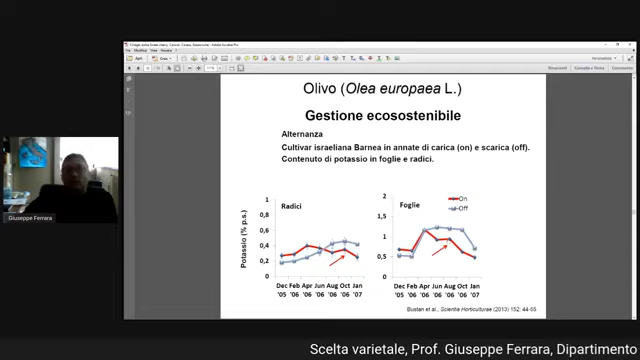 Olivo (Olea europaea L.)
Gestione ecosostenibile
Alternanza
Cultivar israeliana Barnea in annate di carica (on) e scarica (off).
Contenuto di potassio in foglie e radici.
Radici
Foglie
On
Off
Potassio (% p.s.)
1
0,8
0,6
0,4
0,2
0
2
1,5
1
0,5
0
Dec Feb Apr Jun Aug Oct Jan
'05 '06 '06 '06 '06 '06 '07
Dec Feb Apr Jun Aug Oct Jan
'05 '06 '06 '06 '06 '06 '07
Bustan et al., Scientia Horticulturae (2013) 152: 44-55
Giuseppe Ferrara
Scelta varietale, Prof. Giuseppe Ferrara, Dipartimento